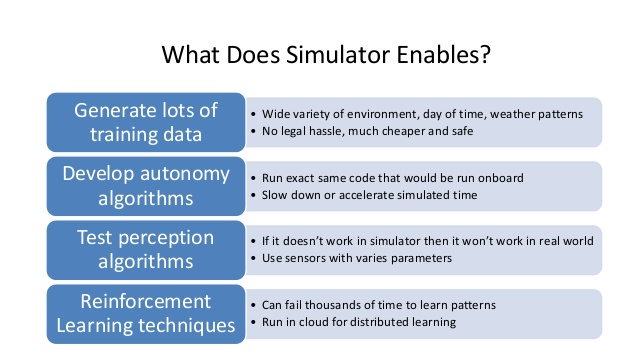 What Does Simulator Enables?
Generate lots of
training data
• Wide variety of environment, day of time, weather patterns
• No legal hassle, much cheaper and safe
Develop autonomy
algorithms
• Run exact same code that would be run onboard
• Slow down or accelerate simulated time
Test perception
algorithms
• If it doesn’t work in simulator then it won’t work in real world
• Use sensors with varies parameters
Reinforcement
Learning techniques
• Can fail thousands of time to learn patterns
• Run in cloud for distributed learning